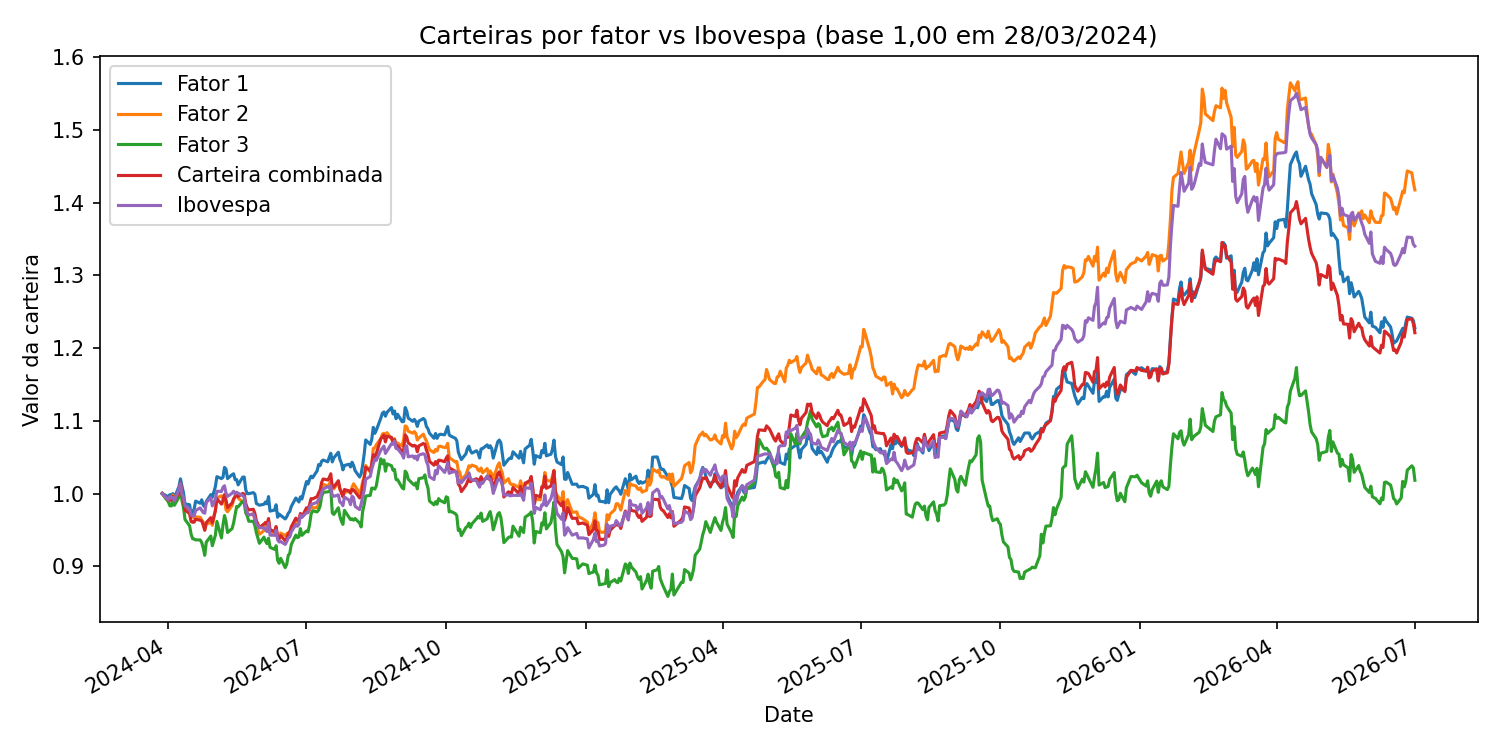 Carteiras por fator vs Ibovespa (base 1,00 em 28/03/2024)
Fator 1
Fator 2
Fator 3
Carteira combinada
Ibovespa
Valor da carteira
1.6
1.5
1.4
1.3
1.2
1.1
1.0
0.9
2024-04
2024-07
2024-10
2025-01
2025-04
2025-07
2025-10
2026-01
2026-04
2026-07
Date